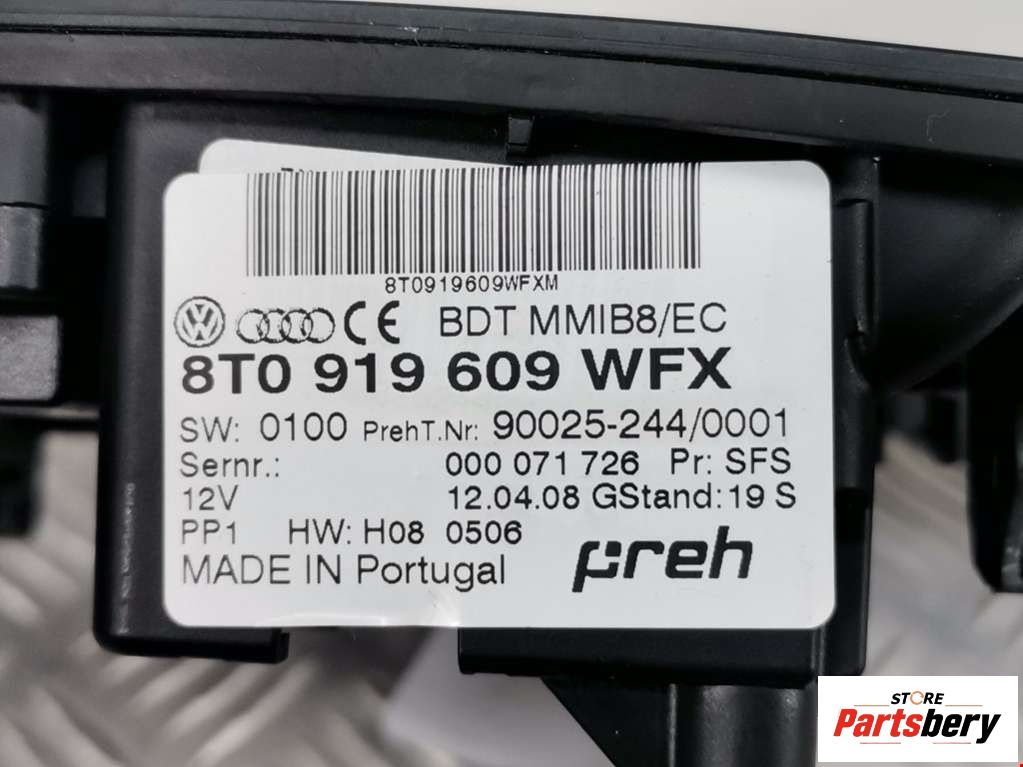 8T0919609WFXM
CE BDT MMIB8/EC
8T0 919 609 WFX
SW: 0100 PrehT.Nr: 90025-244/0001
Sernr.: 000 071 726 Pr: SFS
12V 12.04.08 GStand: 19 S
PP1 HW: H08 0506
MADE IN Portugal preh
STORE
Partsbery